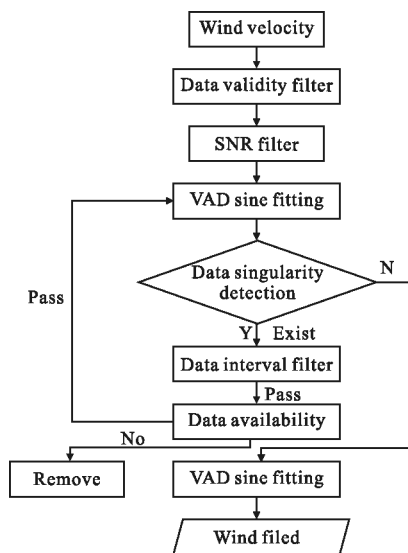 Wind velocity
Data validity filter
SNR filter
VAD sine fitting
Data singularity
detection
N
Pass
Y Exist
Data interval filter
Pass
Data availability
No
Remove
VAD sine fitting
Wind filed